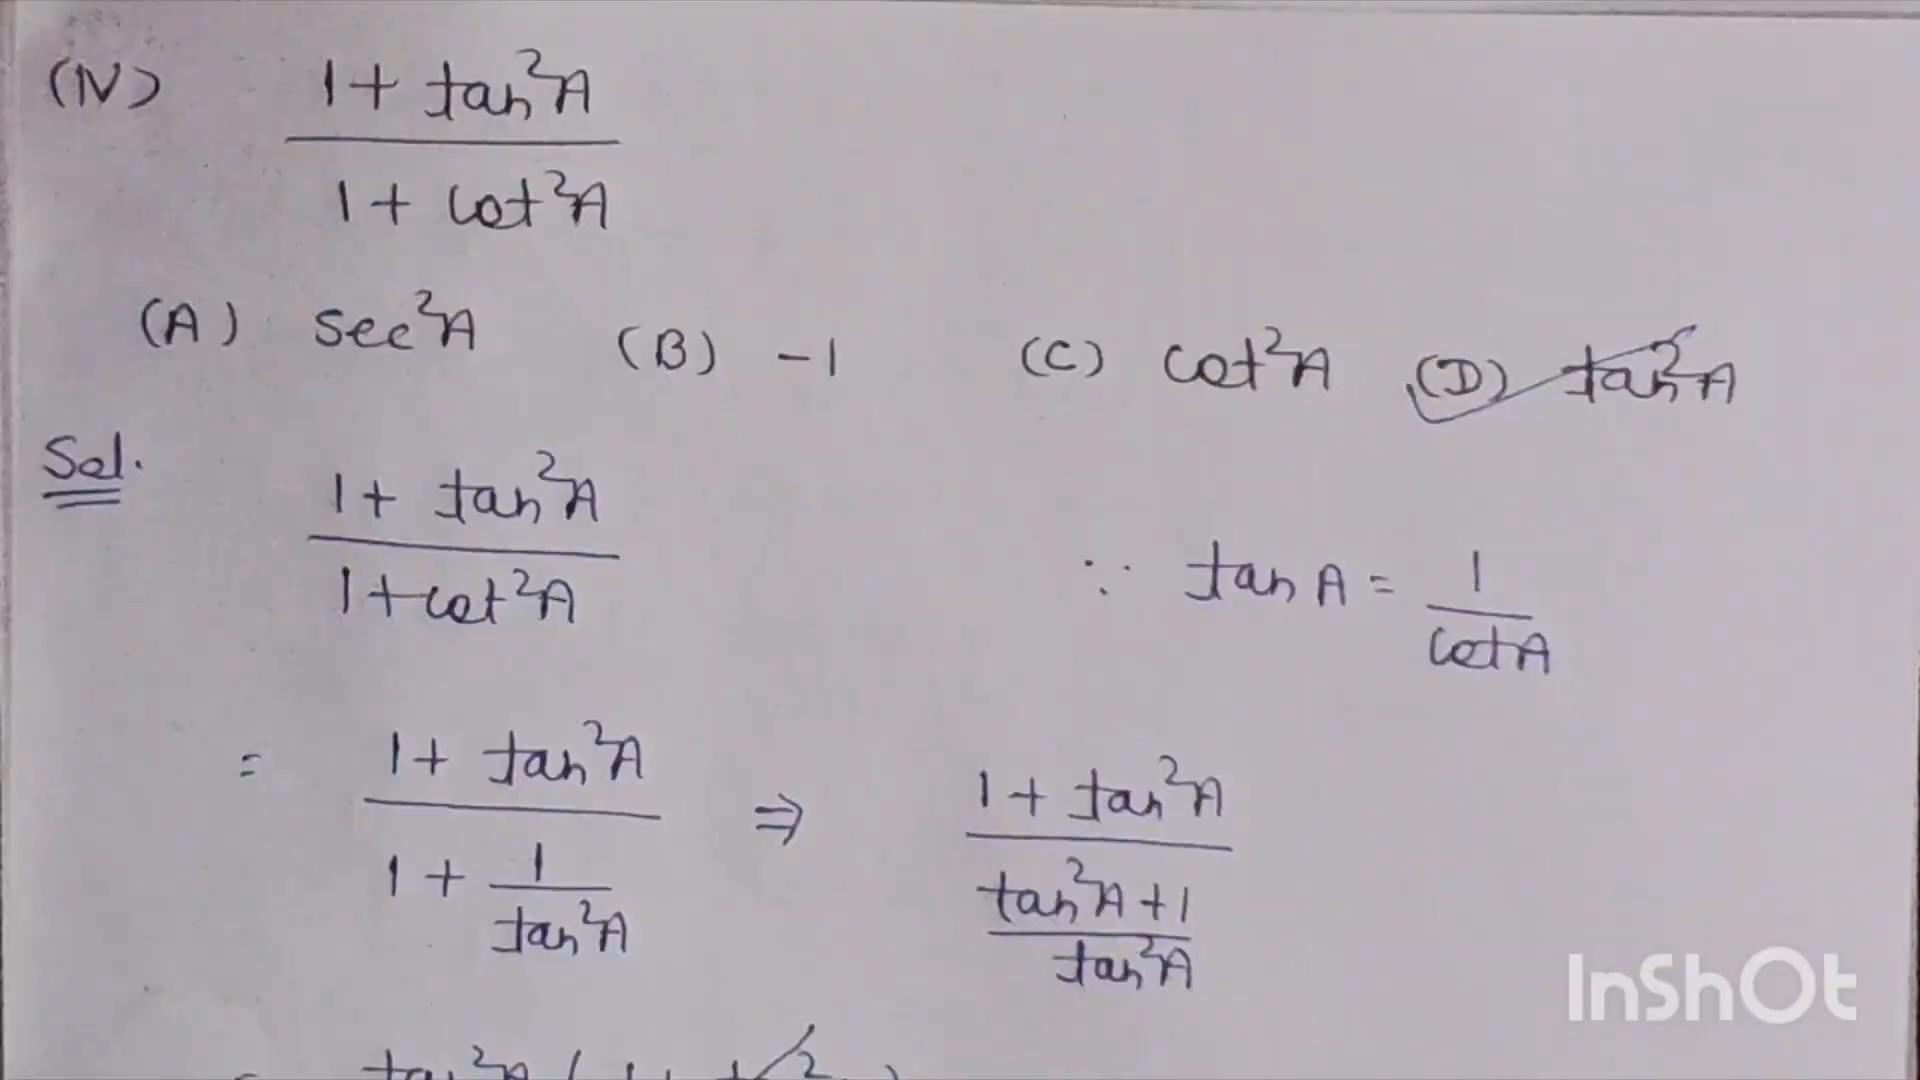 (IV) 1 + tan²A
1 + cot²A
(A) sec²A (B) -1 (C) cot²A (D) tan²A
Sol.
1 + tan²A
1 + cot²A
∵ tan A = 1
cot A
= 1 + tan²A ⇒ 1 + tan²A
1 + 1 tan²A + 1
tan²A tan²A
InShOt